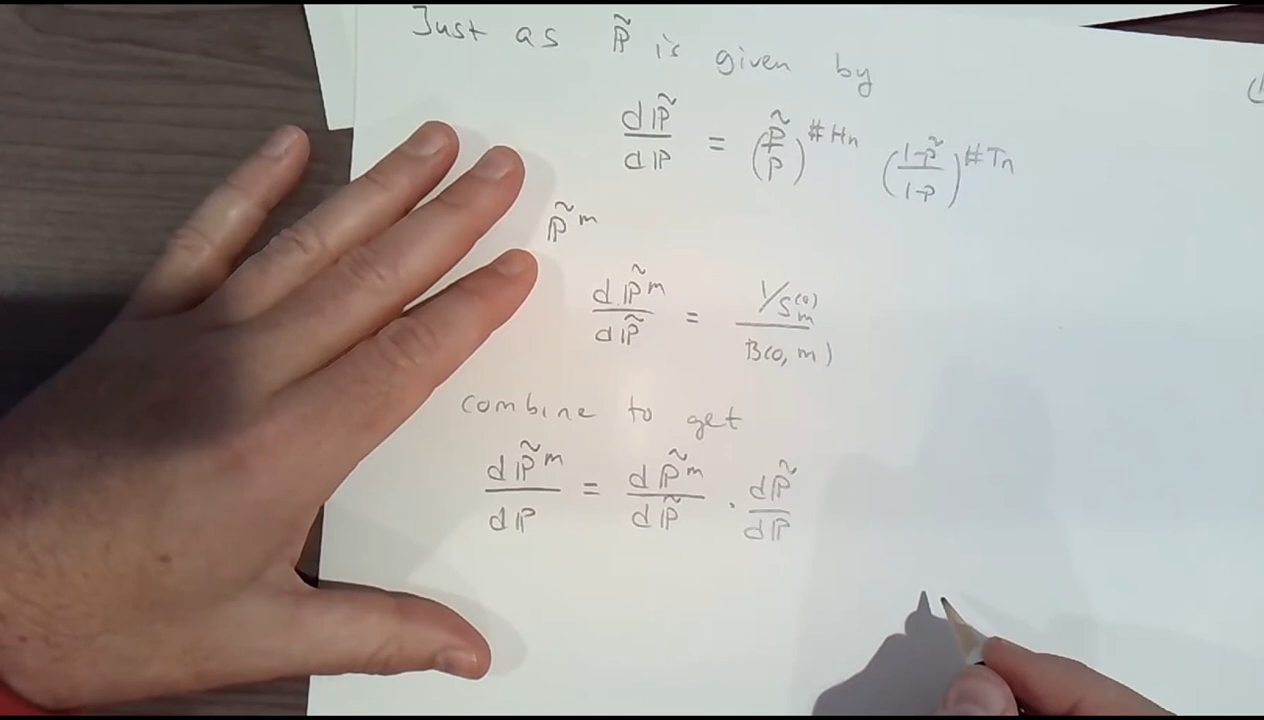 Just as P̃ is given by
dP̃/dP = (p̃/p)^#Hn ((1-p̃)/(1-p))^#Tn
P̃^m
dP̃^m/dP̃ = (1/S_m^(0))/B(0,m)
combine to get
dP̃^m/dP = dP̃^m/dP̃ · dP̃/dP